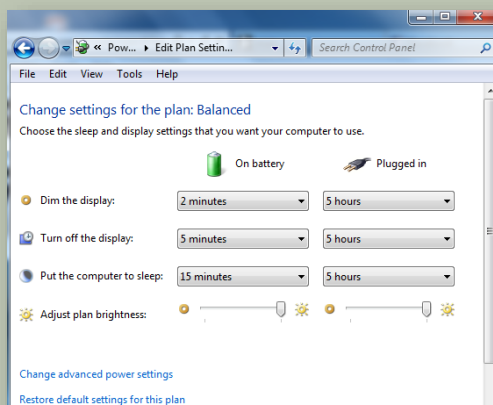 « Pow... ▸ Edit Plan Settin... Search Control Panel
File Edit View Tools Help
Change settings for the plan: Balanced
Choose the sleep and display settings that you want your computer to use.
On battery Plugged in
Dim the display: 2 minutes 5 hours
Turn off the display: 5 minutes 5 hours
Put the computer to sleep: 15 minutes 5 hours
Adjust plan brightness:
Change advanced power settings
Restore default settings for this plan